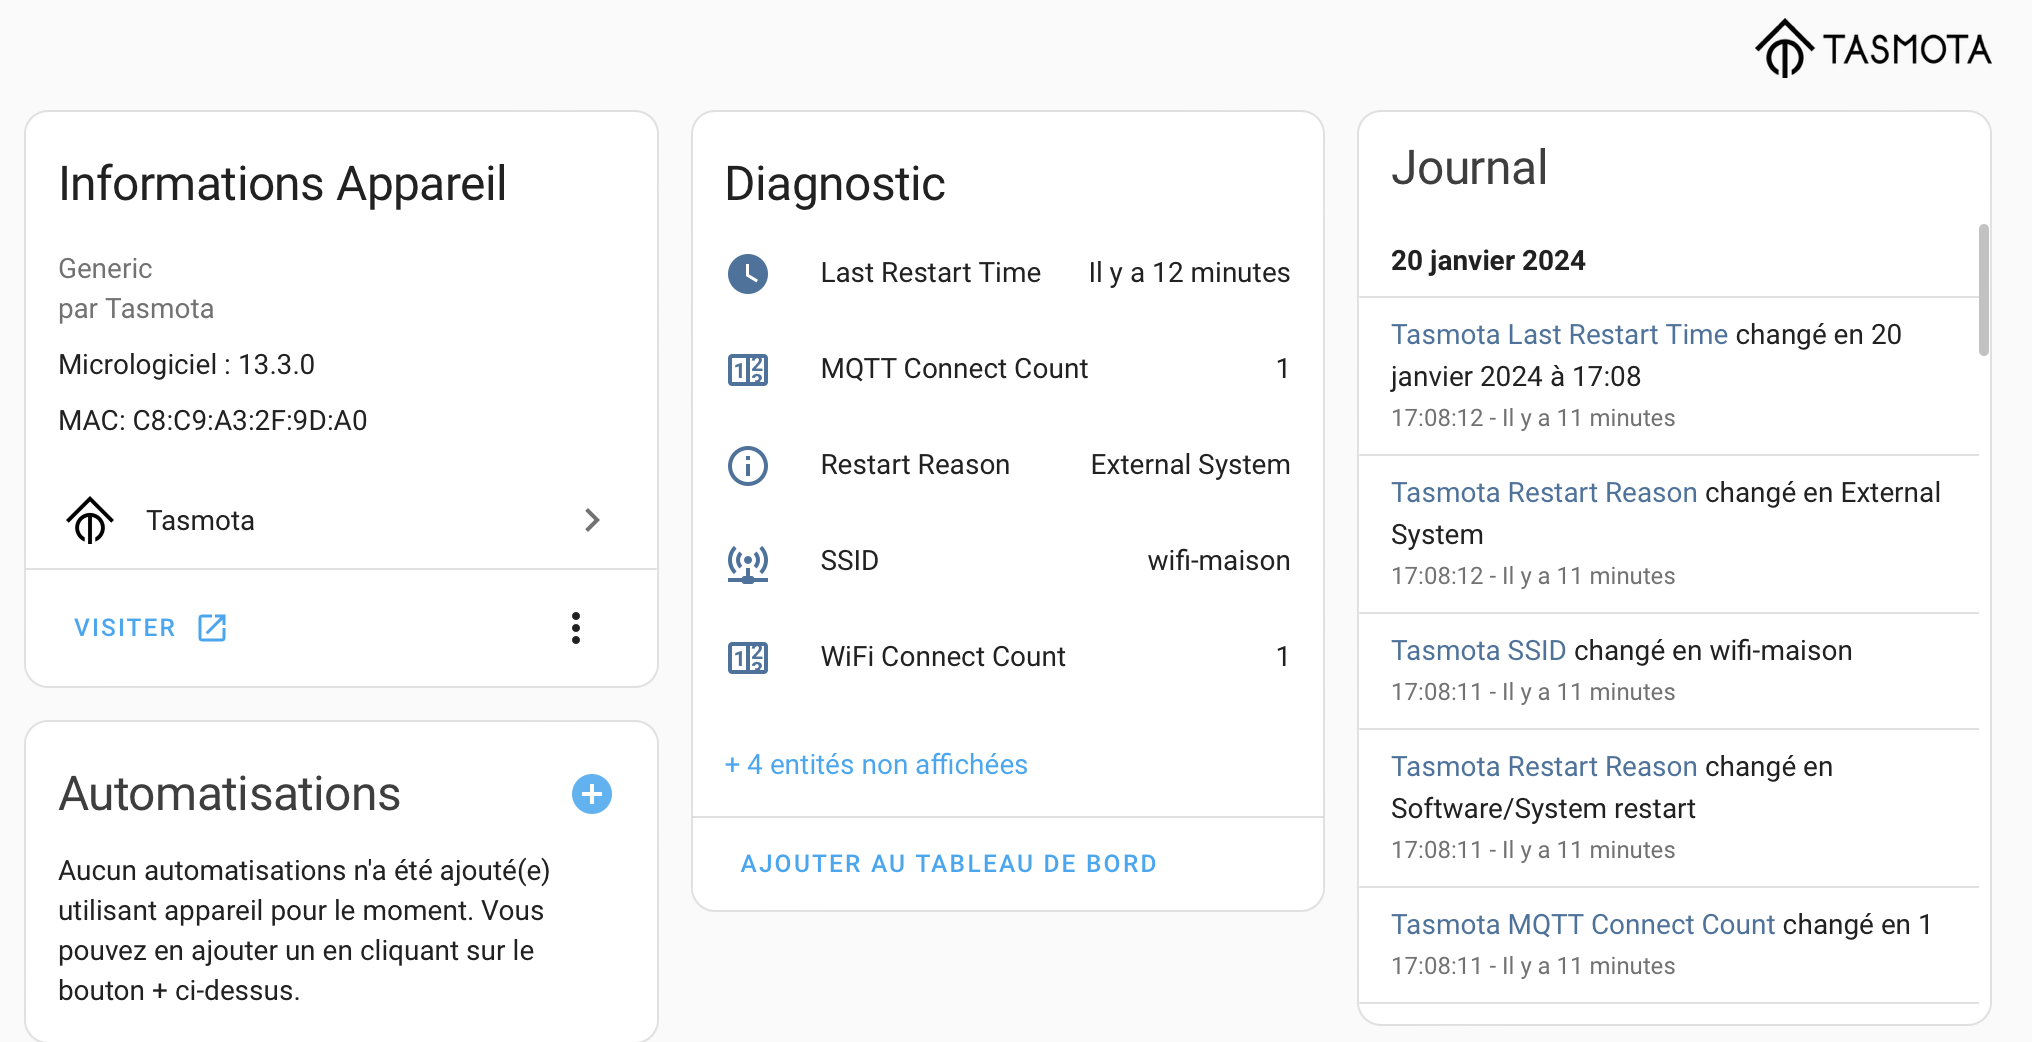 TASMOTA
Informations Appareil
Generic
par Tasmota
Micrologiciel : 13.3.0
MAC: C8:C9:A3:2F:9D:A0
Tasmota
VISITER
Automatisations
Aucun automatisations n'a été ajouté(e)
utilisant appareil pour le moment. Vous
pouvez en ajouter un en cliquant sur le
bouton + ci-dessus.
Diagnostic
Last Restart Time Il y a 12 minutes
MQTT Connect Count 1
Restart Reason External System
SSID wifi-maison
WiFi Connect Count 1
+ 4 entités non affichées
AJOUTER AU TABLEAU DE BORD
Journal
20 janvier 2024
Tasmota Last Restart Time changé en 20
janvier 2024 à 17:08
17:08:12 - Il y a 11 minutes
Tasmota Restart Reason changé en External
System
17:08:12 - Il y a 11 minutes
Tasmota SSID changé en wifi-maison
17:08:11 - Il y a 11 minutes
Tasmota Restart Reason changé en
Software/System restart
17:08:11 - Il y a 11 minutes
Tasmota MQTT Connect Count changé en 1
17:08:11 - Il y a 11 minutes